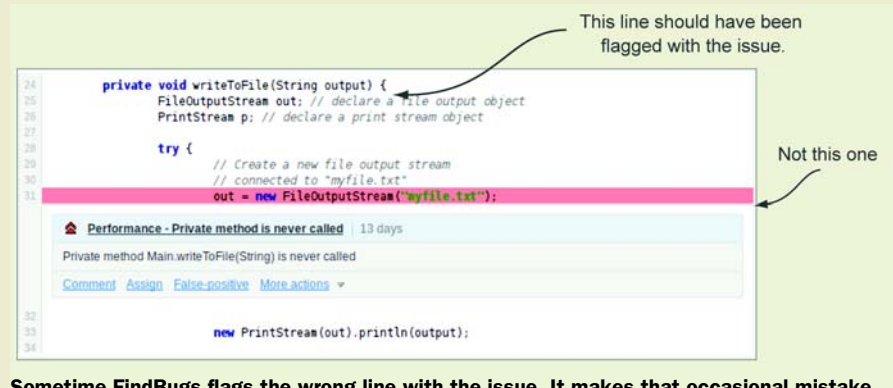 This line should have been
flagged with the issue.
24 private void writeToFile(String output) {
25 FileOutputStream out; // declare a file output object
26 PrintStream p; // declare a print stream object
27
28 try {
29 // Create a new file output stream
30 // connected to "myfile.txt"
31 out = new FileOutputStream("myfile.txt");
Not this one
Performance - Private method is never called | 13 days
Private method Main.writeToFile(String) is never called
Comment Assign False-positive More actions
32
33 new PrintStream(out).println(output);
34
Sometime FindBugs flags the wrong line with the issue. It makes that occasional mistake